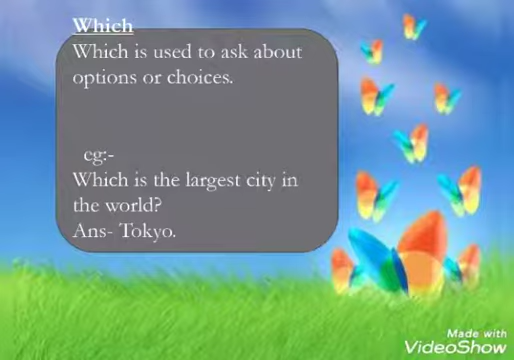 Which
Which is used to ask about
options or choices.
eg:-
Which is the largest city in
the world?
Ans- Tokyo.
Made with
VideoShow